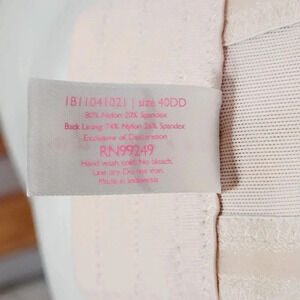 IB11041021 | size 40DD
80% Nylon 20% Spandex
Back Lining: 74% Nylon 26% Spandex
Exclusive of Decoration
RN99249
Hand wash cold. No bleach.
Line dry. Do not iron.
Made in Indonesia